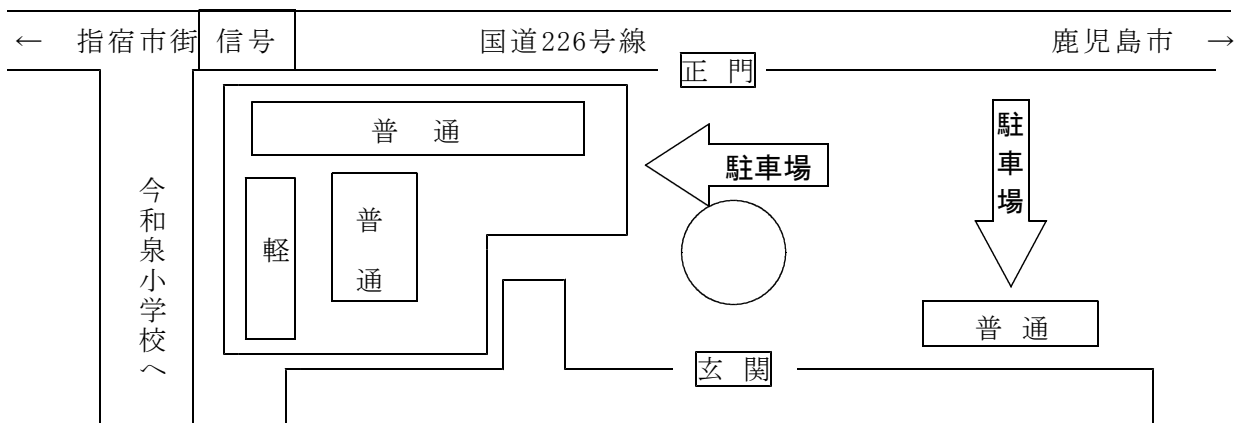 ← 指宿市街 信号 国道226号線 鹿児島市 →
正門
普通
駐車場
駐車場
今和泉小学校へ
軽
普通
普通
玄関